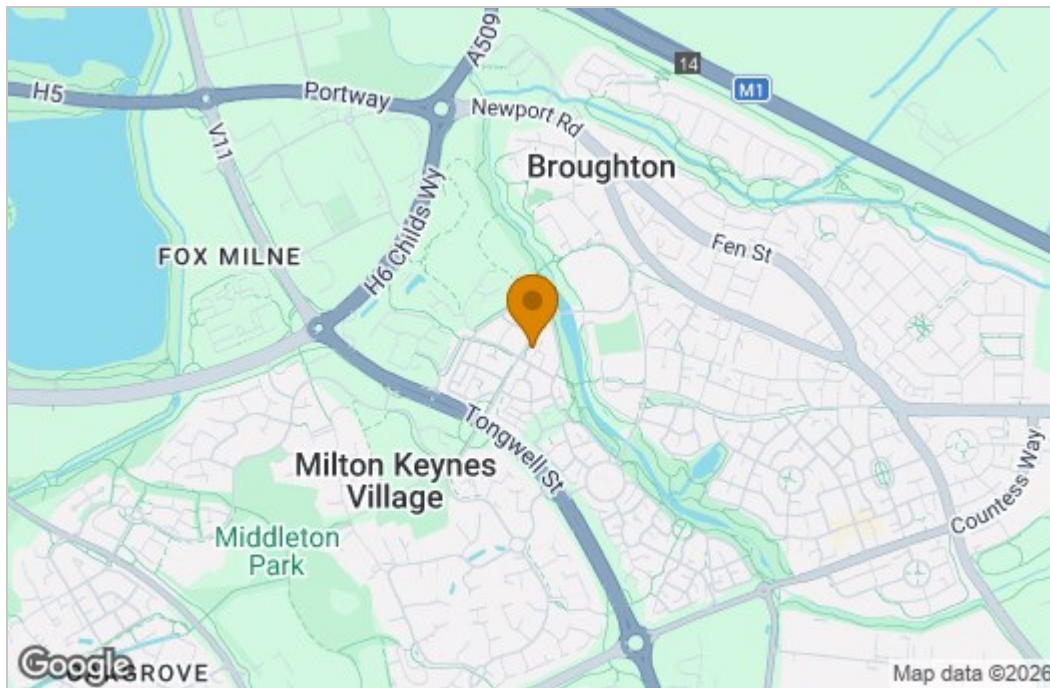 A509
14
M1
H5
Portway
Newport Rd
V11
Broughton
Fen St
FOX MILNE
H6 Childs Wy
Tongwell St
Milton Keynes
Village
Countess Way
Middleton
Park
Google
Map data ©2026